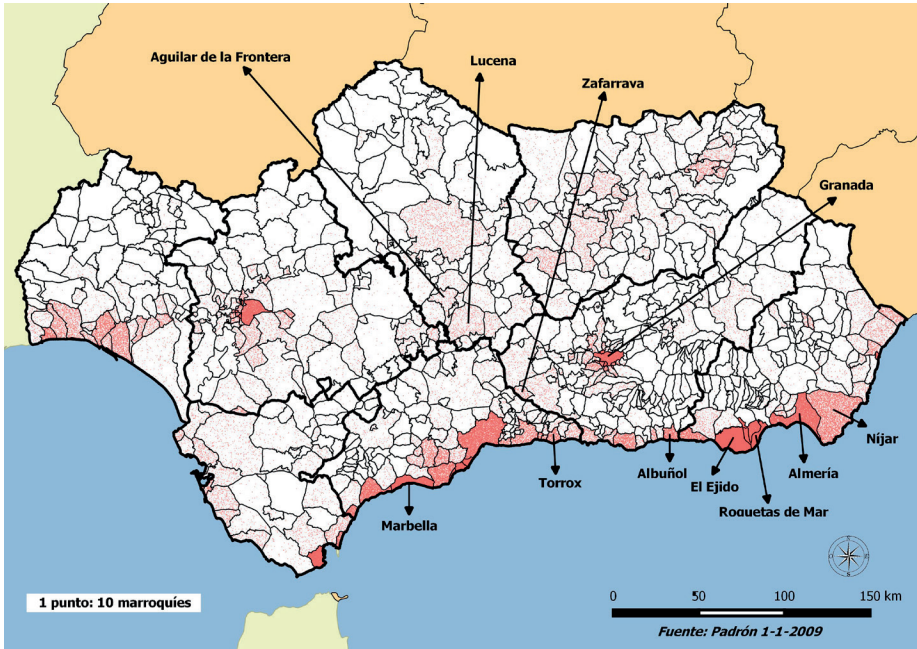 Aguilar de la Frontera
Lucena
Zafarrava
Granada
Níjar
Almería
Albuñol
El Ejido
Torrox
Roquetas de Mar
Marbella
1 punto: 10 marroquíes
0 50 100 150 km
Fuente: Padrón 1-1-2009